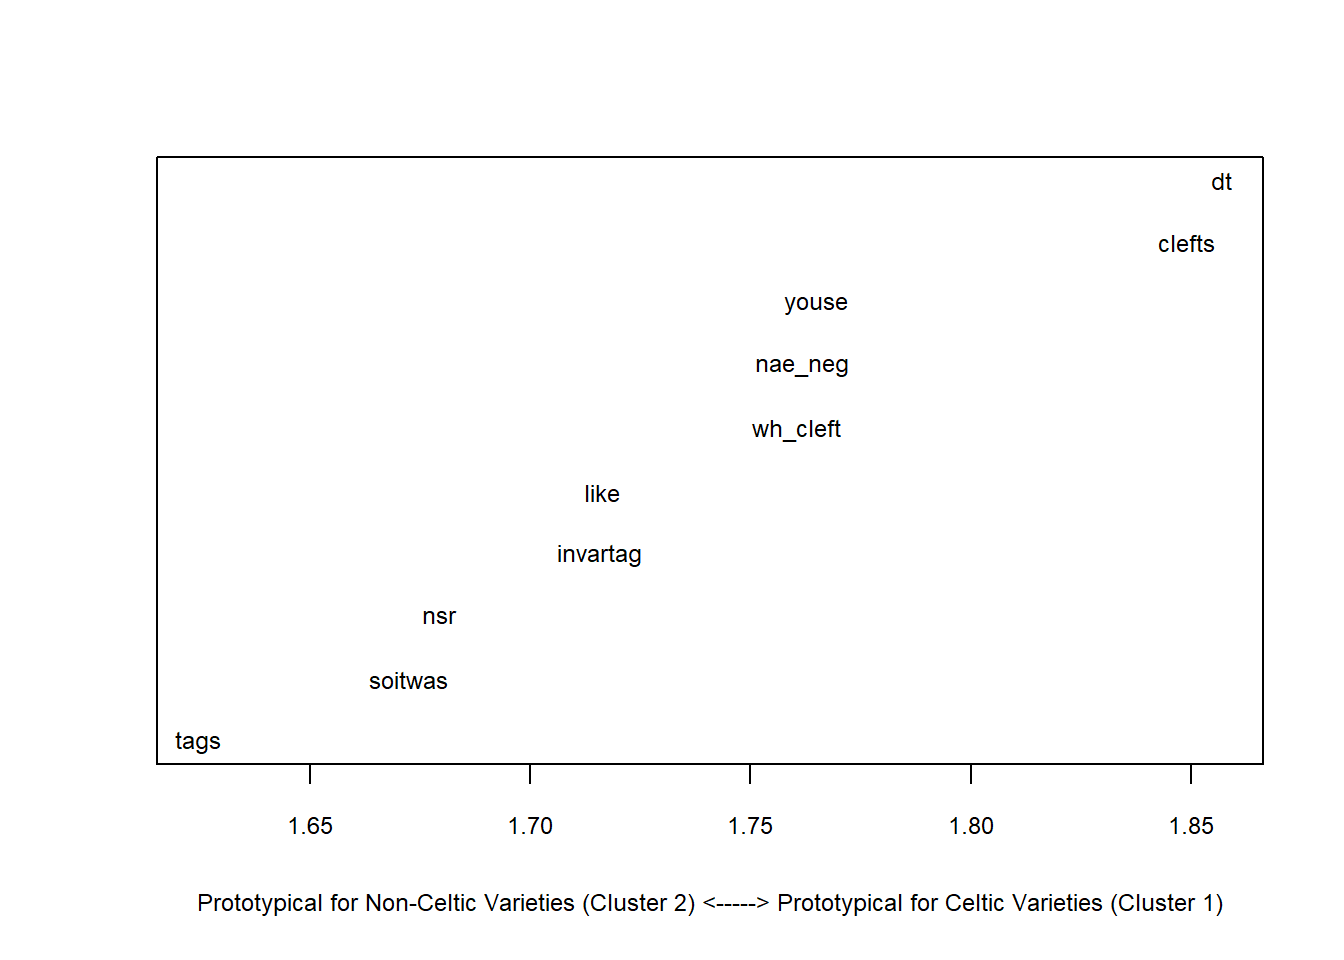 dt
clefts
youse
nae_neg
wh_cleft
like
invartag
nsr
soitwas
tags
1.65 1.70 1.75 1.80 1.85
Prototypical for Non-Celtic Varieties (Cluster 2) <-----> Prototypical for Celtic Varieties (Cluster 1)